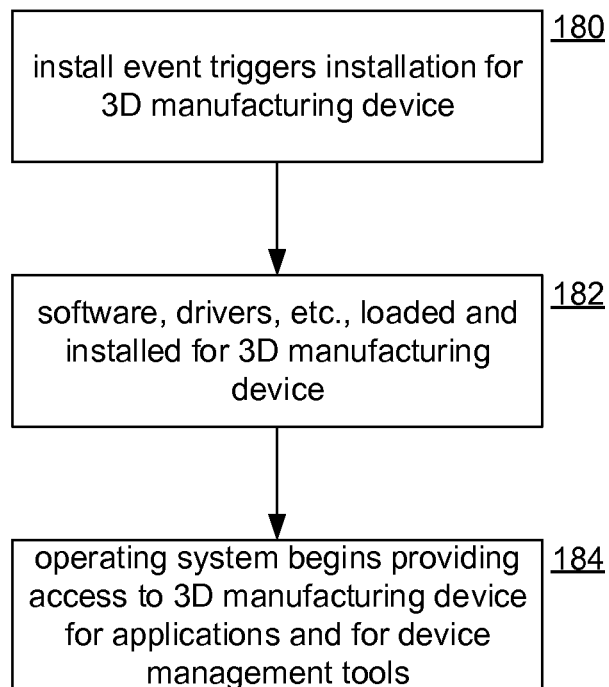 180
install event triggers installation for
3D manufacturing device
182
software, drivers, etc., loaded and
installed for 3D manufacturing
device
184
operating system begins providing
access to 3D manufacturing device
for applications and for device
management tools